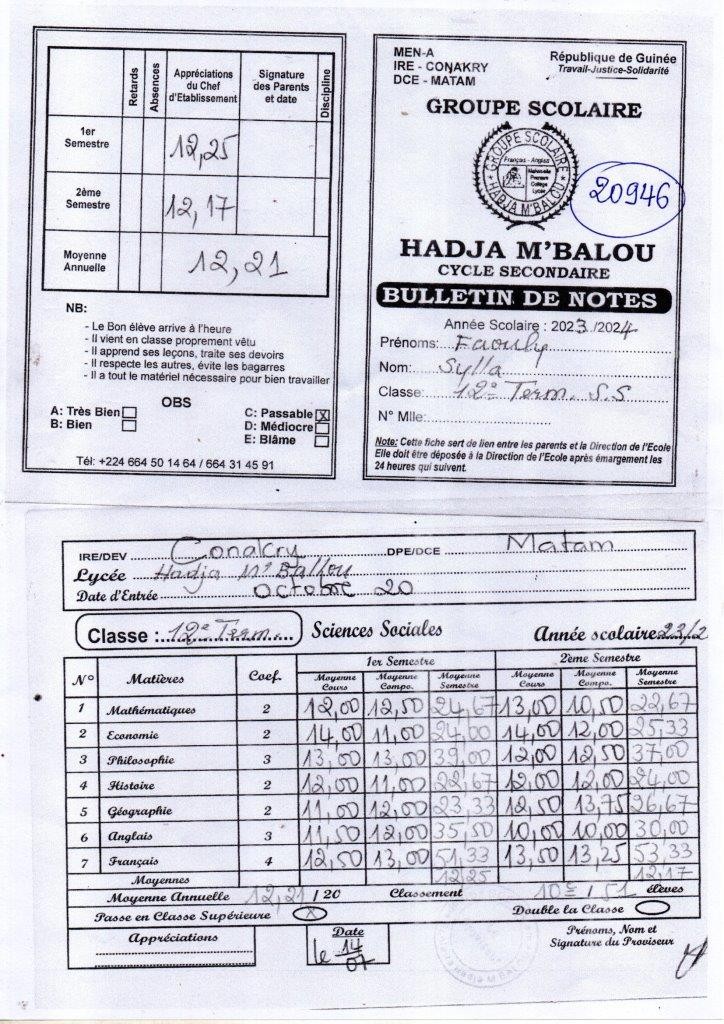 Retards Absences Appréciations du Chef d'Etablissement Signature des Parents et date Discipline
1er Semestre 12,25
2ème Semestre 12,17
Moyenne Annuelle 12,21
NB:
- Le Bon élève arrive à l'heure
- Il vient en classe proprement vêtu
- Il apprend ses leçons, traite ses devoirs
- Il respecte les autres, évite les bagarres
- Il a tout le matériel nécessaire pour bien travailler
OBS
A: Très Bien C: Passable X
B: Bien D: Médiocre
E: Blâme
Tél: +224 664 50 14 64 / 664 31 45 91
MEN-A
IRE - CONAKRY
DCE - MATAM
République de Guinée
Travail-Justice-Solidarité
GROUPE SCOLAIRE
GROUPE SCOLAIRE
Français - Anglais
Maternelle
Primaire
Collège
Lycée
HADJA M'BALOU
20946
HADJA M'BALOU
CYCLE SECONDAIRE
BULLETIN DE NOTES
Année Scolaire : 2023/2024
Prénoms: Faouly
Nom: Sylla
Classe: 12e Term. S.S
N° Mlle:
Note: Cette fiche sert de lien entre les parents et la Direction de l'Ecole
Elle doit être déposée à la Direction de l'Ecole après émargement les
24 heures qui suivent.
IRE/DEV Conakry DPE/DCE Matam
Lycée Hadja M' Ballou
Date d'Entrée Octobre 20
Classe : 12e Term. Sciences Sociales Année scolaire 23/2
N° Matières Coef. 1er Semestre 2ème Semestre
Moyenne Cours Moyenne Compo. Moyenne Semestre Moyenne Cours Moyenne Compo. Moyenne Semestre
1 Mathématiques 2 12,00 12,50 24,67 13,00 10,50 22,67
2 Economie 2 14,00 11,00 24,00 14,00 12,00 25,33
3 Philosophie 3 13,00 13,00 39,00 12,00 12,50 37,00
4 Histoire 2 12,00 11,00 22,67 12,00 12,00 24,00
5 Géographie 2 11,00 12,00 23,33 12,50 13,75 26,67
6 Anglais 3 11,50 12,00 35,50 10,00 10,00 30,00
7 Français 4 12,50 13,00 51,33 13,50 13,25 53,33
Moyennes 12,25 12,17
Moyenne Annuelle 12,21 / 20 Classement 10e / 51 élèves
Passe en Classe Supérieure X Double la Classe
Appréciations
Date
le 14
07
Prénoms, Nom et
Signature du Proviseur